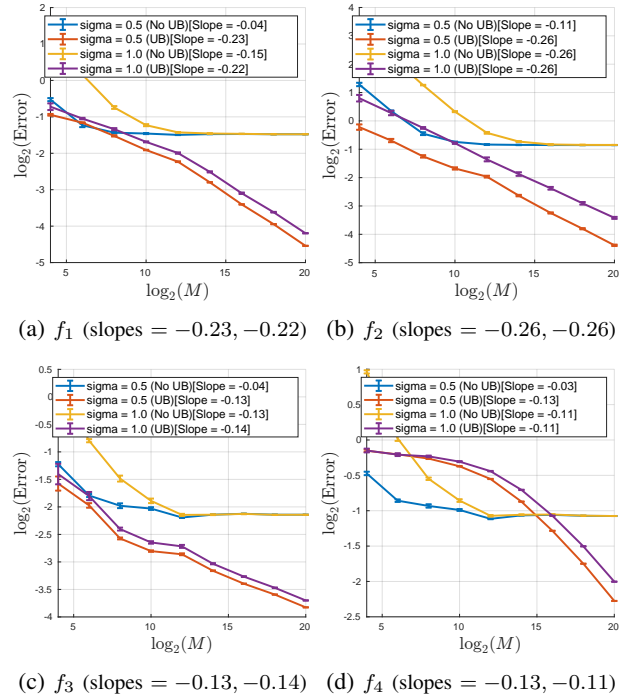 sigma = 0.5 (No UB)[Slope = -0.04]
sigma = 0.5 (UB)[Slope = -0.23]
sigma = 1.0 (No UB)[Slope = -0.15]
sigma = 1.0 (UB)[Slope = -0.22]
log₂(Error)
2
1
0
-1
-2
-3
-4
-5
5
10
15
20
log₂(M)
(a) f₁ (slopes = −0.23, −0.22)
sigma = 0.5 (No UB)[Slope = -0.11]
sigma = 0.5 (UB)[Slope = -0.26]
sigma = 1.0 (No UB)[Slope = -0.26]
sigma = 1.0 (UB)[Slope = -0.26]
log₂(Error)
4
3
2
1
0
-1
-2
-3
-4
-5
5
10
15
20
log₂(M)
(b) f₂ (slopes = −0.26, −0.26)
sigma = 0.5 (No UB)[Slope = -0.04]
sigma = 0.5 (UB)[Slope = -0.13]
sigma = 1.0 (No UB)[Slope = -0.13]
sigma = 1.0 (UB)[Slope = -0.14]
log₂(Error)
0.5
0
-0.5
-1
-1.5
-2
-2.5
-3
-3.5
-4
5
10
15
20
log₂(M)
(c) f₃ (slopes = −0.13, −0.14)
sigma = 0.5 (No UB)[Slope = -0.03]
sigma = 0.5 (UB)[Slope = -0.13]
sigma = 1.0 (No UB)[Slope = -0.11]
sigma = 1.0 (UB)[Slope = -0.11]
log₂(Error)
1
0.5
0
-0.5
-1
-1.5
-2
-2.5
5
10
15
20
log₂(M)
(d) f₄ (slopes = −0.13, −0.11)